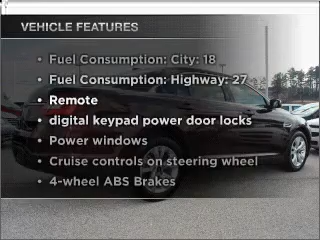 VEHICLE FEATURES
• Fuel Consumption: City: 18
• Fuel Consumption: Highway: 27
• Remote
• digital keypad power door locks
• Power windows
• Cruise controls on steering wheel
• 4-wheel ABS Brakes